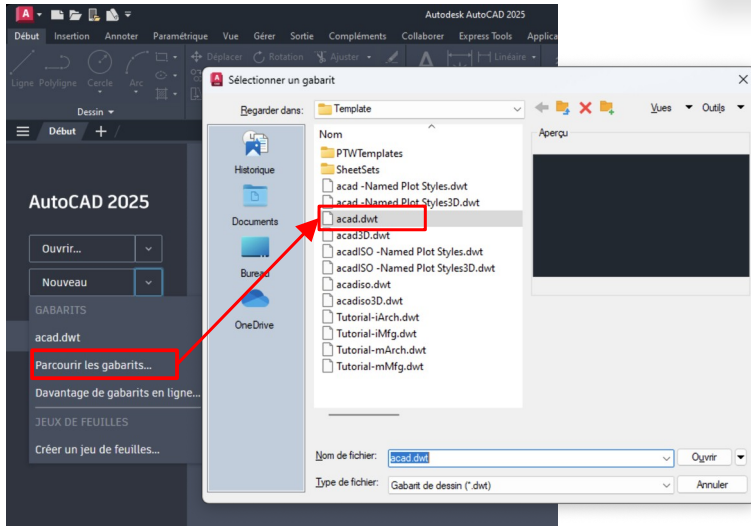 A
Autodesk AutoCAD 2025
Début Insertion Annoter Paramétrique Vue Gérer Sortie Compléments Collaborer Express Tools Applica
Ligne Polyligne Cercle Arc
Déplacer Rotation Ajuster
A
Linéaire
Dessin
Début
AutoCAD 2025
Ouvrir...
Nouveau
GABARITS
acad.dwt
Parcourir les gabarits...
Davantage de gabarits en ligne...
JEUX DE FEUILLES
Créer un jeu de feuilles...
Sélectionner un gabarit
Regarder dans: Template
Vues Outils
Historique
Documents
Bureau
OneDrive
Nom
PTWTemplates
SheetSets
acad -Named Plot Styles.dwt
acad -Named Plot Styles3D.dwt
acad.dwt
acad3D.dwt
acadISO -Named Plot Styles.dwt
acadISO -Named Plot Styles3D.dwt
acadiso.dwt
acadiso3D.dwt
Tutorial-iArch.dwt
Tutorial-iMfg.dwt
Tutorial-mArch.dwt
Tutorial-mMfg.dwt
Aperçu
Nom de fichier: acad.dwt Ouvrir
Type de fichier: Gabarit de dessin (*.dwt) Annuler